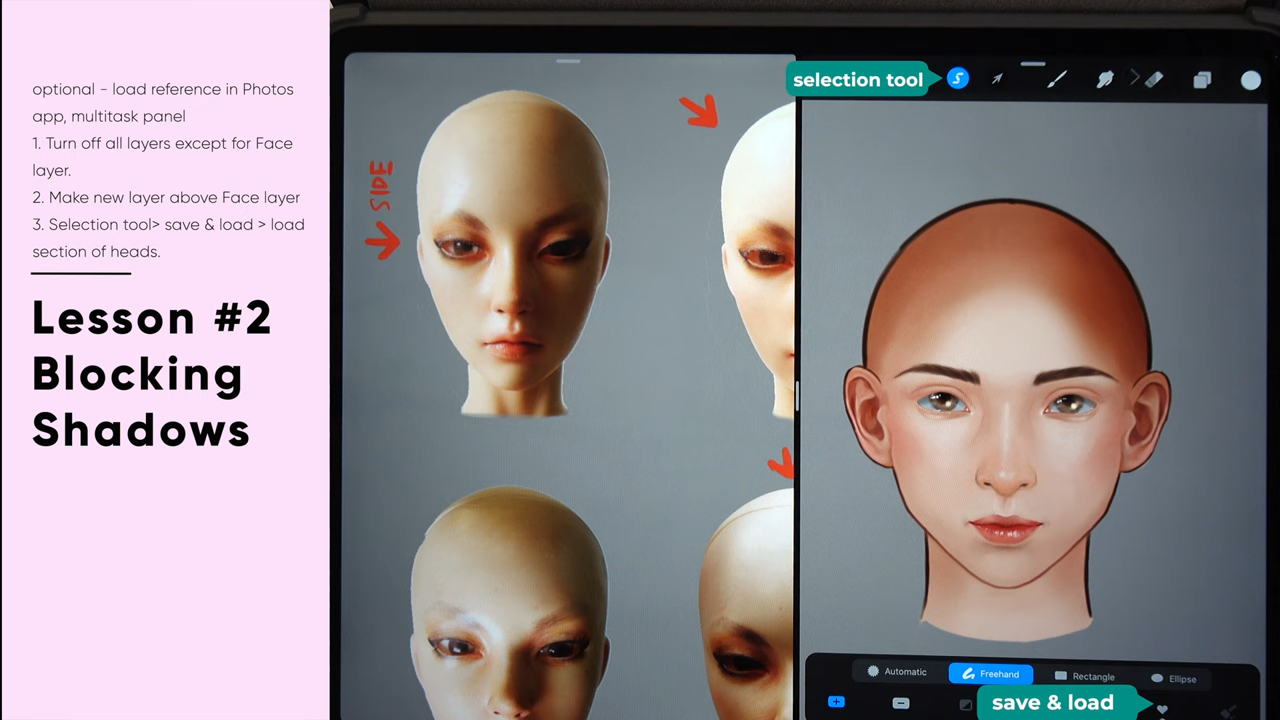 optional - load reference in Photos
app, multitask panel
1. Turn off all layers except for Face
layer.
2. Make new layer above Face layer
3. Selection tool> save & load > load
section of heads.
Lesson #2
Blocking
Shadows
SIDE
selection tool
Automatic
Freehand
Rectangle
Ellipse
save & load